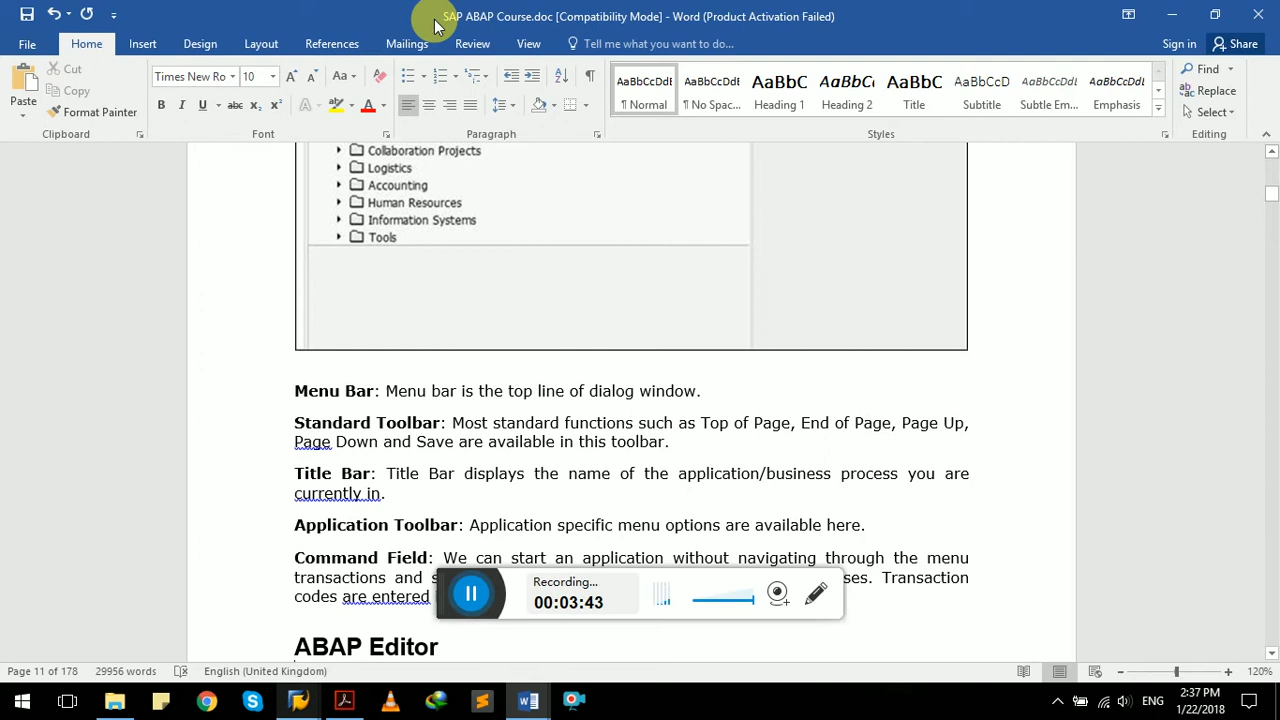 SAP ABAP Course.doc [Compatibility Mode] - Word (Product Activation Failed)
File Home Insert Design Layout References Mailings Review View Tell me what you want to do... Sign in Share
Paste Cut Copy Format Painter
Times New Ro 10 Aa
B I U abc x₂ x² A A
AaBbCcDdE AaBbCcDdE AaBbC AaBbCc AaBbC AaBbCcD AaBbCcDdE AaBbCcDdE
¶ Normal ¶ No Spac... Heading 1 Heading 2 Title Subtitle Subtle Em... Emphasis
Find
Replace
Select
Clipboard Font Paragraph Styles Editing
Collaboration Projects
Logistics
Accounting
Human Resources
Information Systems
Tools
Menu Bar: Menu bar is the top line of dialog window.
Standard Toolbar: Most standard functions such as Top of Page, End of Page, Page Up,
Page Down and Save are available in this toolbar.
Title Bar: Title Bar displays the name of the application/business process you are
currently in.
Application Toolbar: Application specific menu options are available here.
Command Field: We can start an application without navigating through the menu
transactions and ses. Transaction
codes are entered
Recording...
00:03:43
ABAP Editor
Page 11 of 178 29956 words English (United Kingdom) 120%
ENG 2:37 PM
1/22/2018